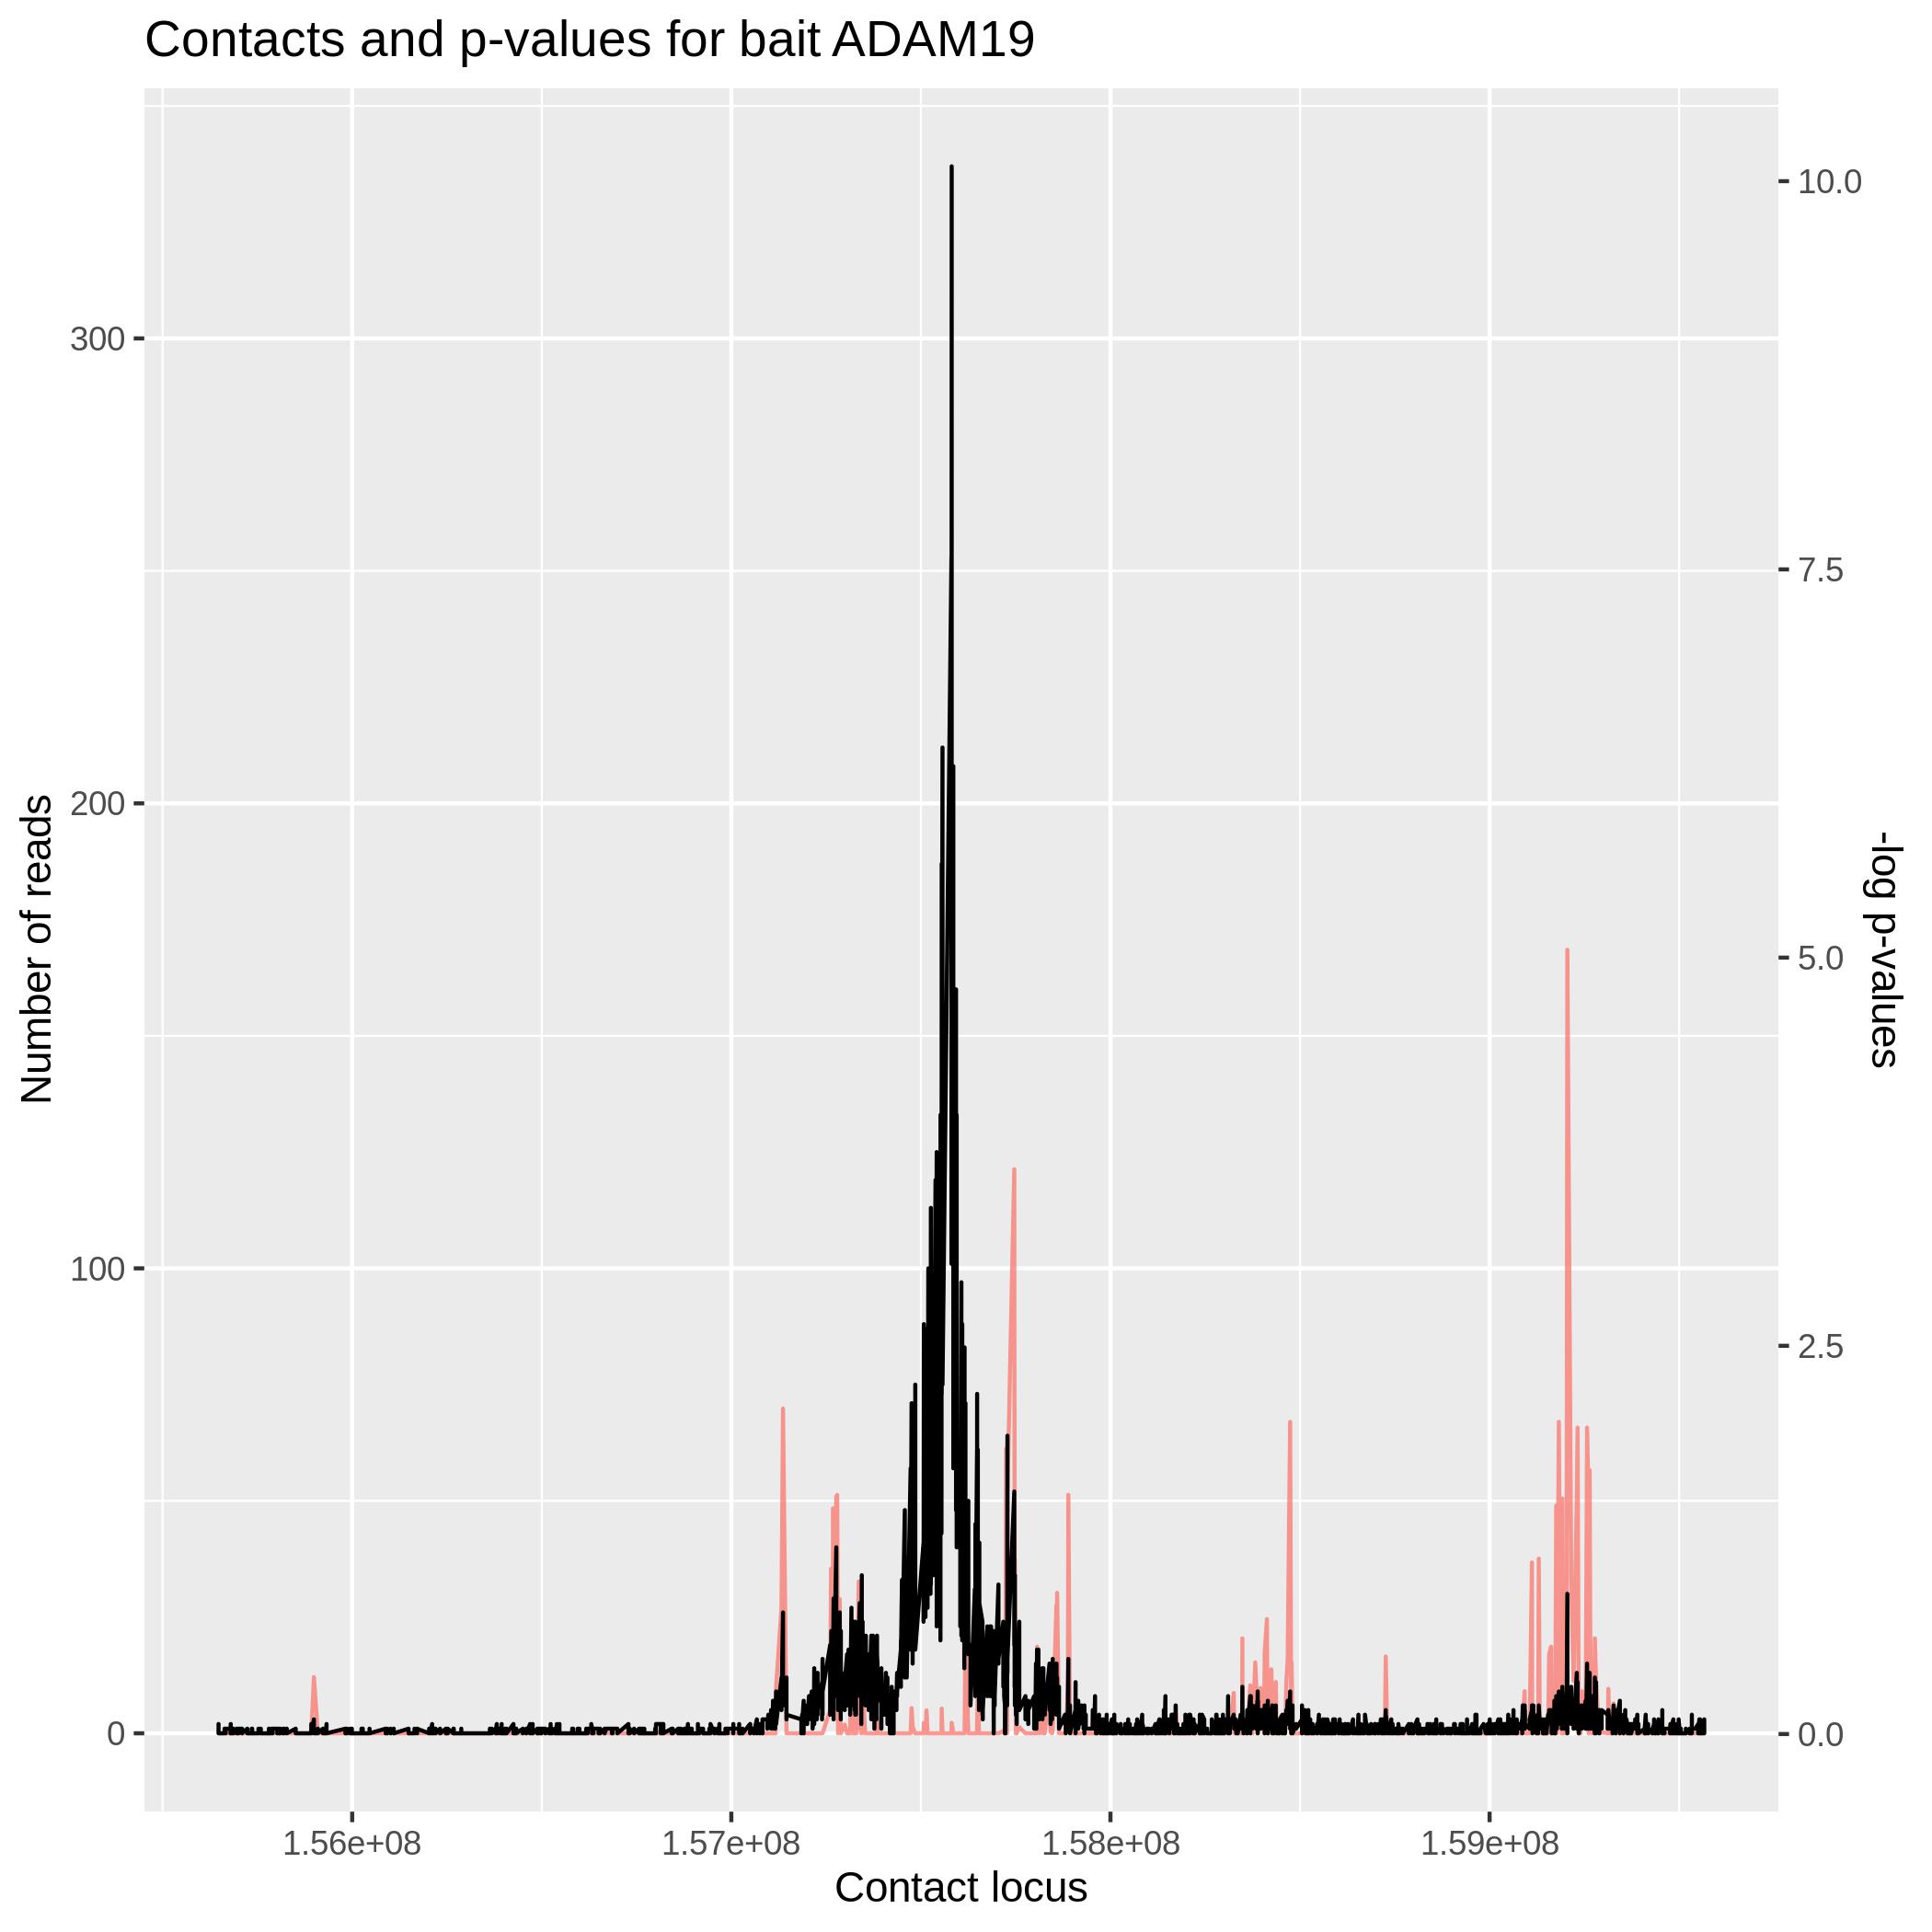 Contacts and p-values for bait ADAM19
Number of reads
300
200
100
0
10.0
7.5
5.0
2.5
0.0
-log p-values
1.56e+08
1.57e+08
1.58e+08
1.59e+08
Contact locus